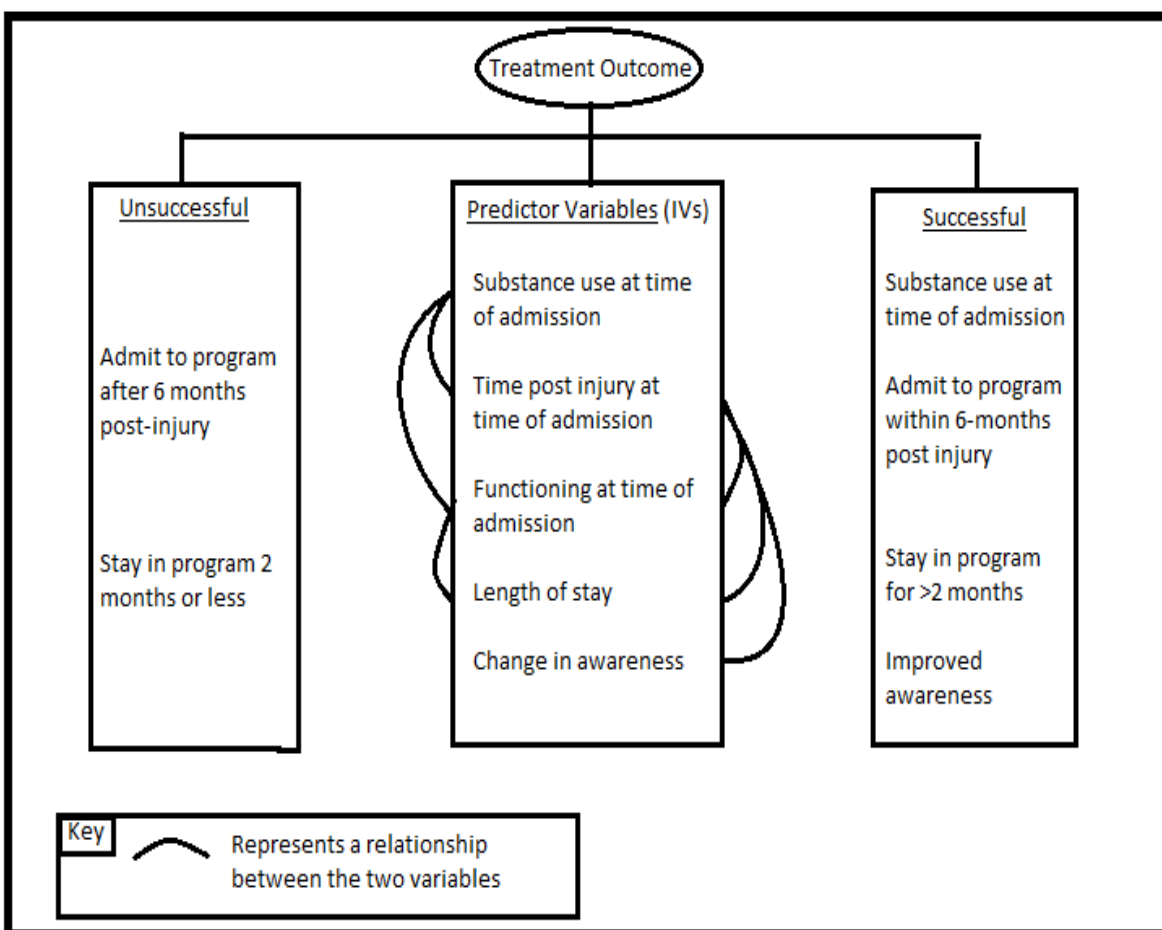 Treatment Outcome
Unsuccessful
Admit to program
after 6 months
post-injury
Stay in program 2
months or less
Predictor Variables (IVs)
Substance use at time
of admission
Time post injury at
time of admission
Functioning at time of
admission
Length of stay
Change in awareness
Successful
Substance use at
time of admission
Admit to program
within 6-months
post injury
Stay in program
for >2 months
Improved
awareness
Key
Represents a relationship
between the two variables